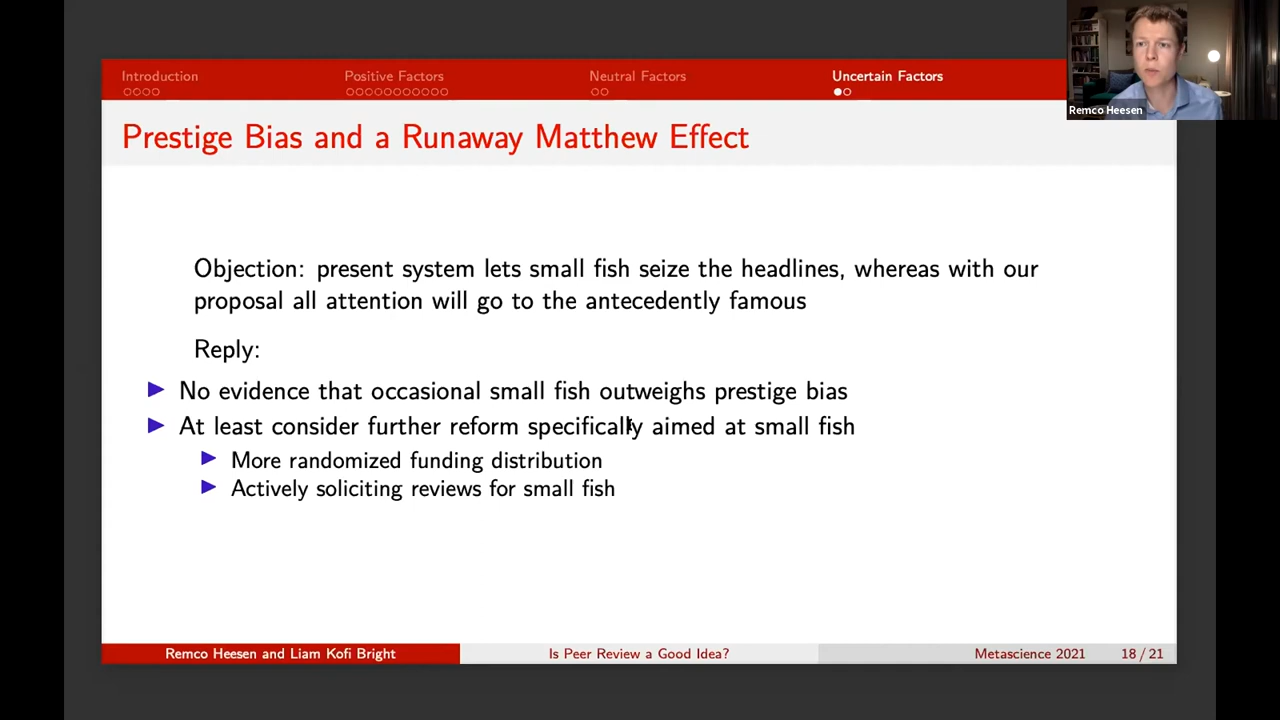 Introduction
Positive Factors
Neutral Factors
Uncertain Factors
Remco Heesen
Prestige Bias and a Runaway Matthew Effect
Objection: present system lets small fish seize the headlines, whereas with our
proposal all attention will go to the antecedently famous
Reply:
No evidence that occasional small fish outweighs prestige bias
At least consider further reform specifically aimed at small fish
More randomized funding distribution
Actively soliciting reviews for small fish
Remco Heesen and Liam Kofi Bright
Is Peer Review a Good Idea?
Metascience 2021
18 / 21